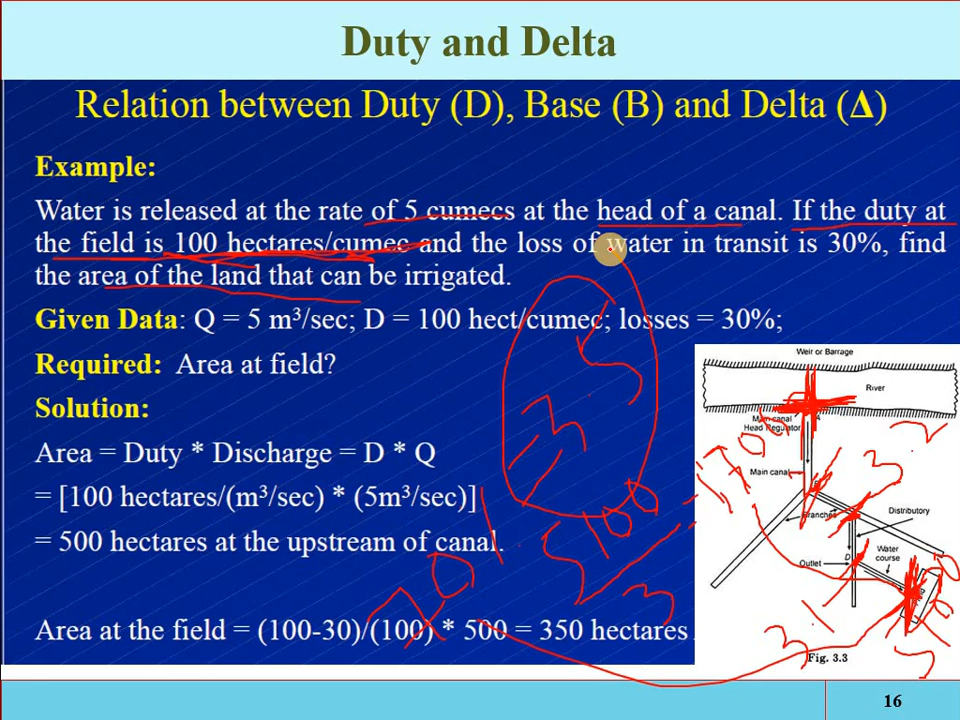 Duty and Delta
Relation between Duty (D), Base (B) and Delta (Δ)
Example:
Water is released at the rate of 5 cumecs at the head of a canal. If the duty at
the field is 100 hectares/cumec and the loss of water in transit is 30%, find
the area of the land that can be irrigated.
Given Data: Q = 5 m³/sec; D = 100 hect/cumec; losses = 30%;
Required: Area at field?
Solution:
Area = Duty * Discharge = D * Q
= [100 hectares/(m³/sec) * (5m³/sec)]
= 500 hectares at the upstream of canal.
Area at the field = (100-30)/(100) * 500 = 350 hectares
Weir or Barrage
River
A
Main canal
Head Regulator
Main canal
Branches
Distributory
Water
course
Outlet
D
Fig. 3.3
16